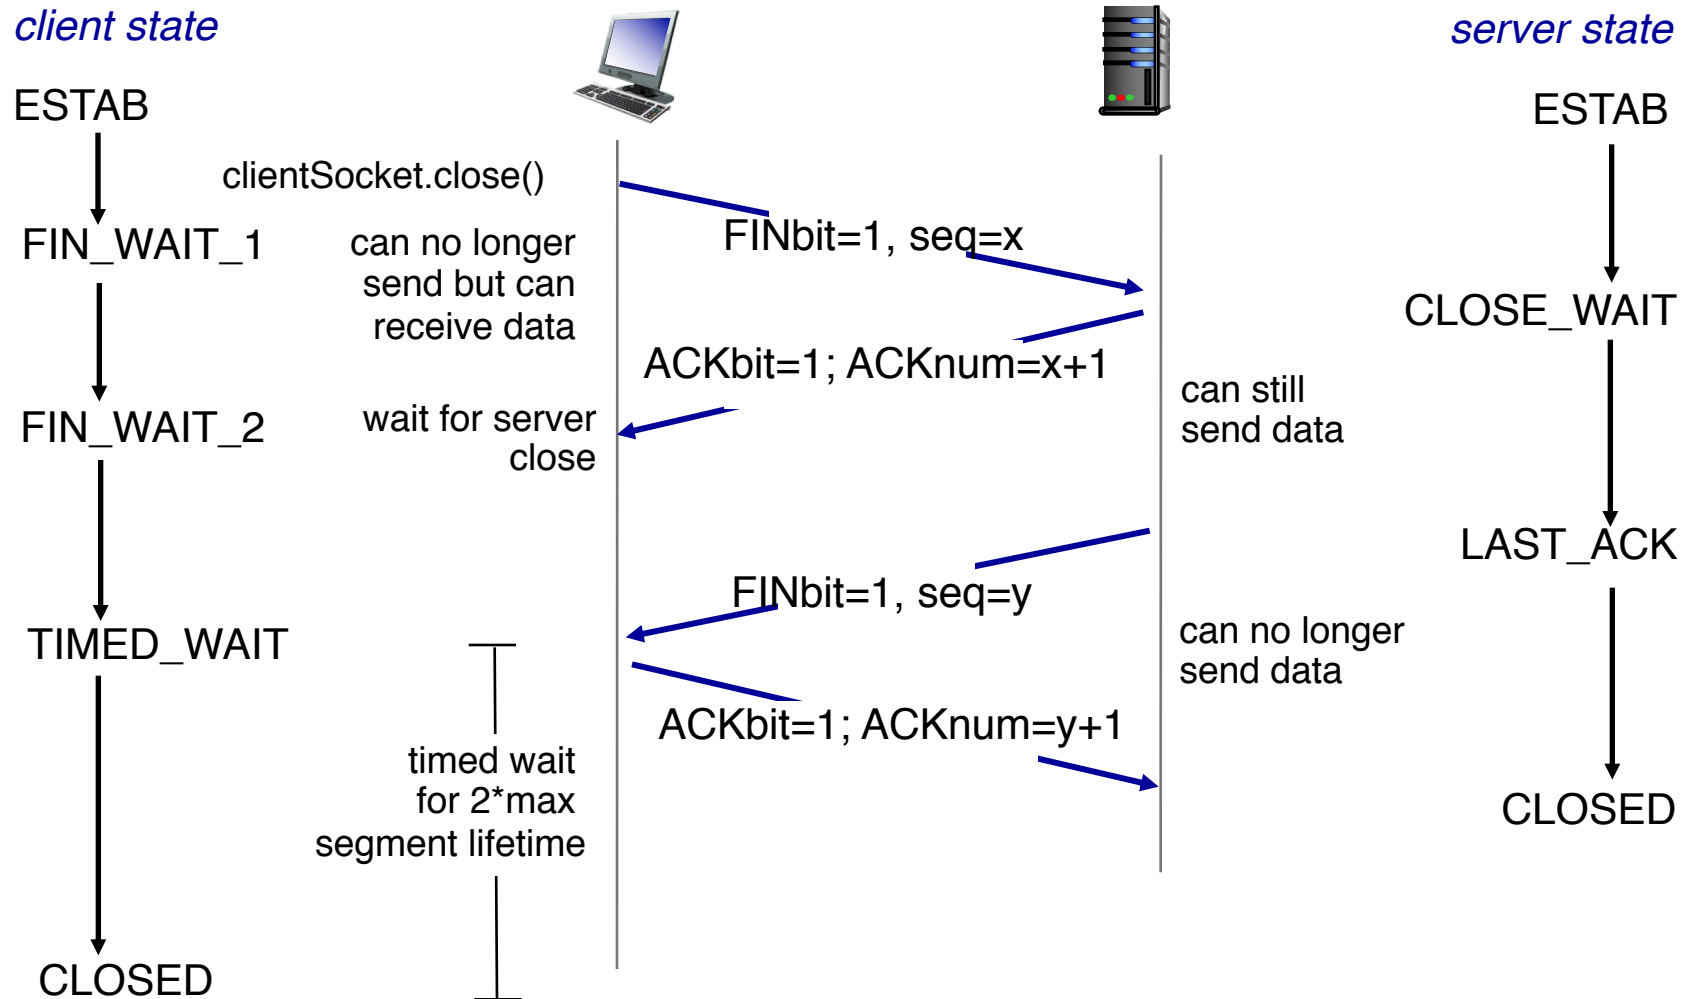 client state
server state
ESTAB
ESTAB
clientSocket.close()
FIN_WAIT_1
can no longer
send but can
receive data
FINbit=1, seq=x
CLOSE_WAIT
ACKbit=1; ACKnum=x+1
can still
send data
FIN_WAIT_2
wait for server
close
LAST_ACK
FINbit=1, seq=y
can no longer
send data
TIMED_WAIT
ACKbit=1; ACKnum=y+1
timed wait
for 2*max
segment lifetime
CLOSED
CLOSED